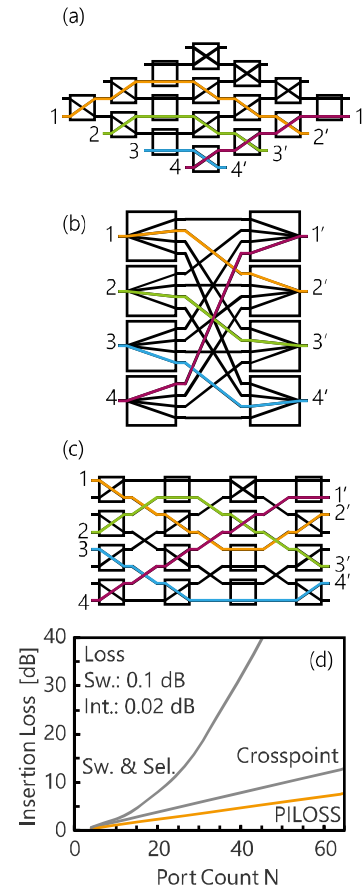 (a)
1
2
3
4
1′
2′
3′
4′
(b)
1
2
3
4
1′
2′
3′
4′
(c)
1
2
3
4
1′
2′
3′
4′
(d)
Loss
Sw.: 0.1 dB
Int.: 0.02 dB
Sw. & Sel.
Crosspoint
PILOSS
Insertion Loss [dB]
40
30
20
10
0
0 20 40 60
Port Count N